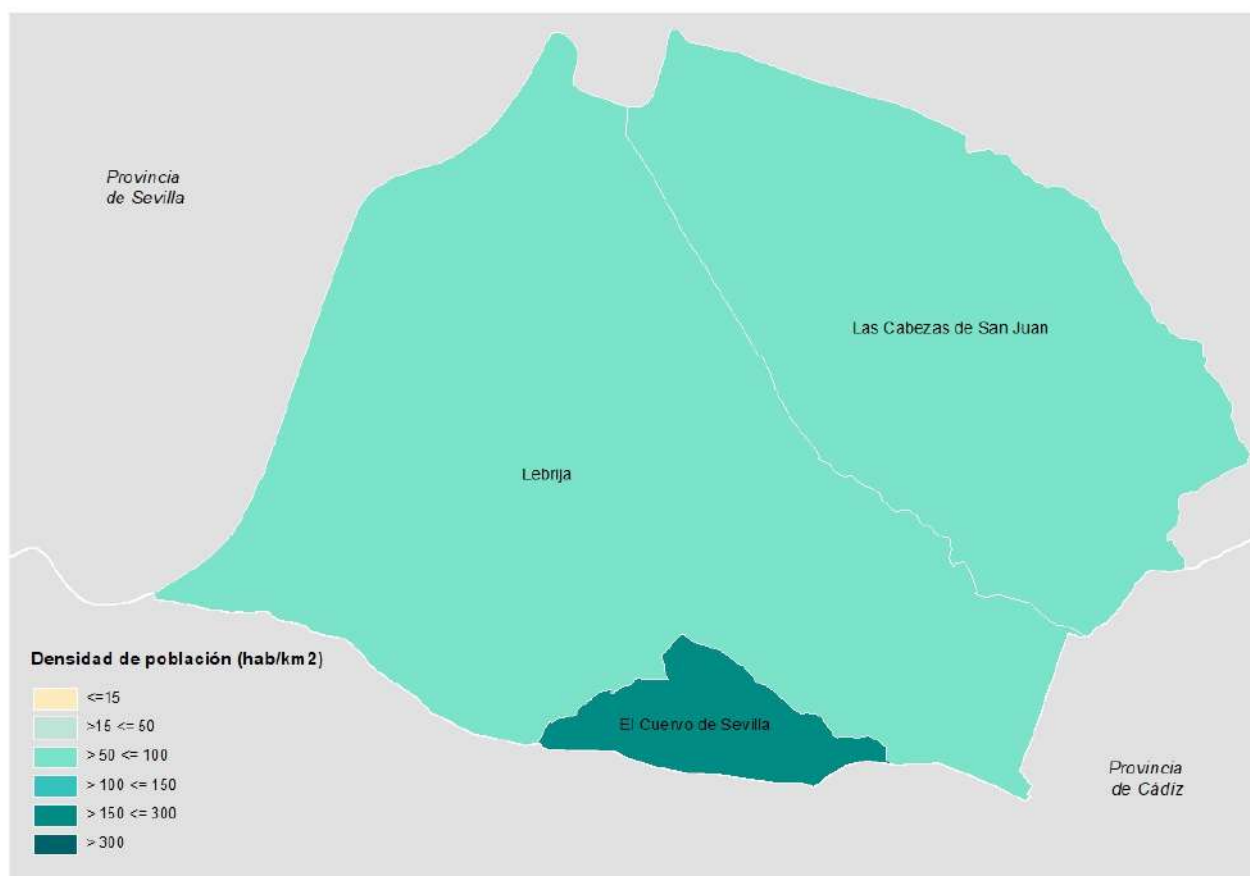 Provincia
de Sevilla
Las Cabezas de San Juan
Lebrija
El Cuervo de Sevilla
Provincia
de Cádiz
Densidad de población (hab/km2)
<=15
>15 <= 50
> 50 <= 100
> 100 <= 150
> 150 <= 300
> 300